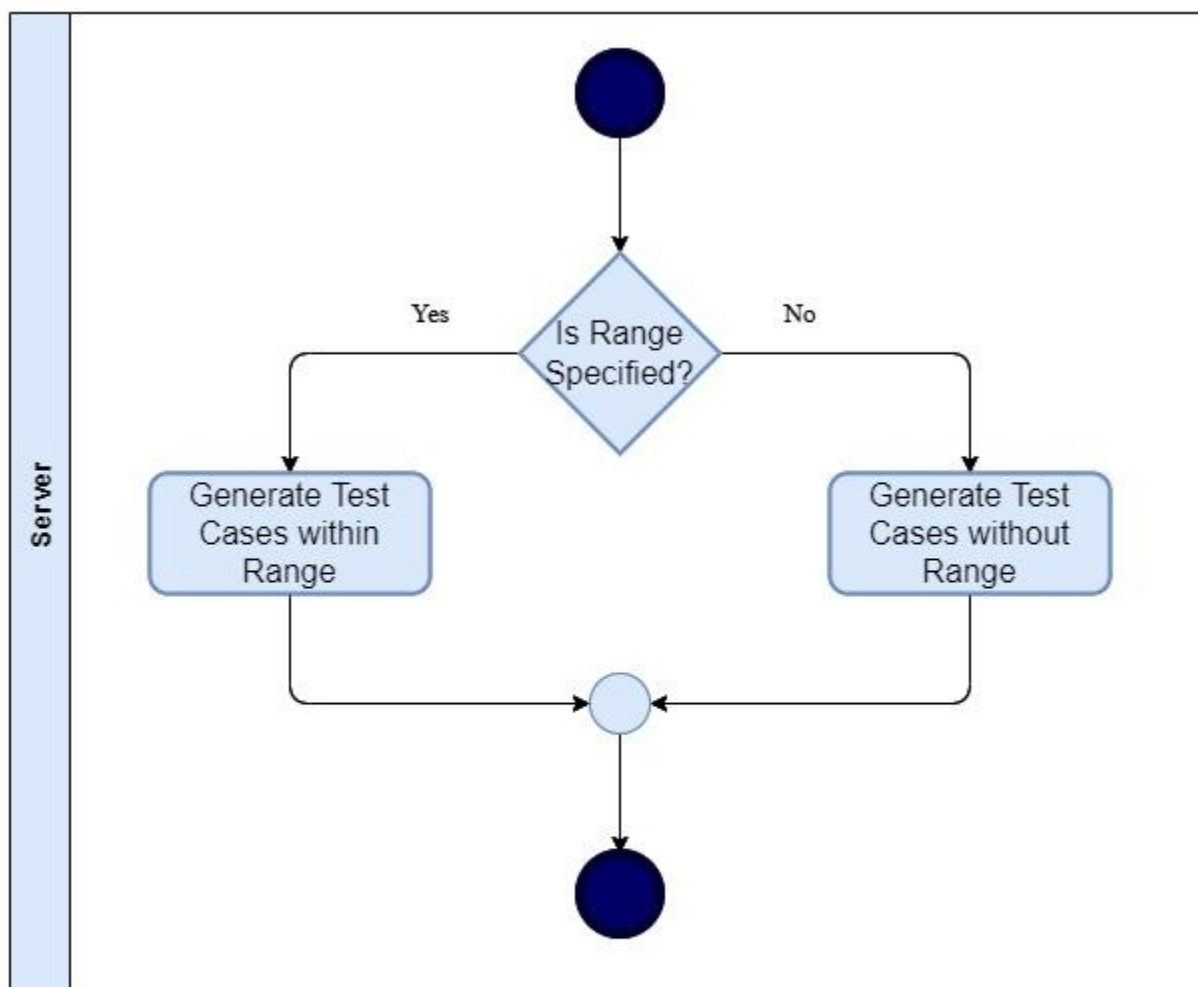 Server
Is Range
Specified?
Yes
No
Generate Test
Cases within
Range
Generate Test
Cases without
Range